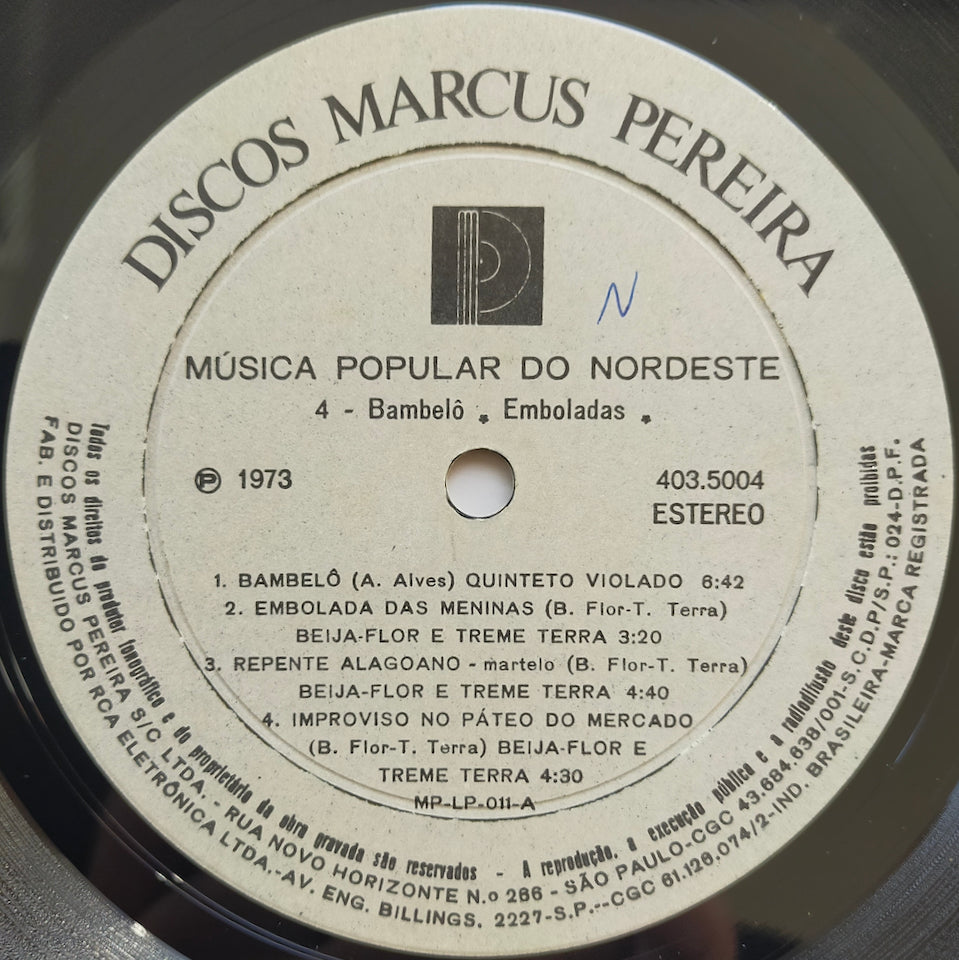 DISCOS MARCUS PEREIRA
N
MÚSICA POPULAR DO NORDESTE
4 - Bambelô * Emboladas *
℗ 1973
403.5004
ESTEREO
1. BAMBELÔ (A. Alves) QUINTETO VIOLADO 6:42
2. EMBOLADA DAS MENINAS (B. Flor-T. Terra)
BEIJA-FLOR E TREME TERRA 3:20
3. REPENTE ALAGOANO - martelo (B. Flor-T. Terra)
BEIJA-FLOR E TREME TERRA 4:40
4. IMPROVISO NO PÁTEO DO MERCADO
(B. Flor-T. Terra) BEIJA-FLOR E
TREME TERRA 4:30
MP-LP-011-A
Todos os direitos do produtor fonográfico e do proprietário da obra gravada são reservados - A reprodução, a execução pública e a radiodifusão deste disco estão proibidas
DISCOS MARCUS PEREIRA S/C LTDA. - RUA NOVO HORIZONTE N.o 266 - SÃO PAULO-CGC 43.684.638/001-S.C.D.P/S.P.: 024-D.P.F.
FAB. E DISTRIBUIDO POR RCA ELETRÔNICA LTDA.-AV. ENG. BILLINGS, 2227-S.P.--CGC 61.126.074/2-IND. BRASILEIRA-MARCA REGISTRADA